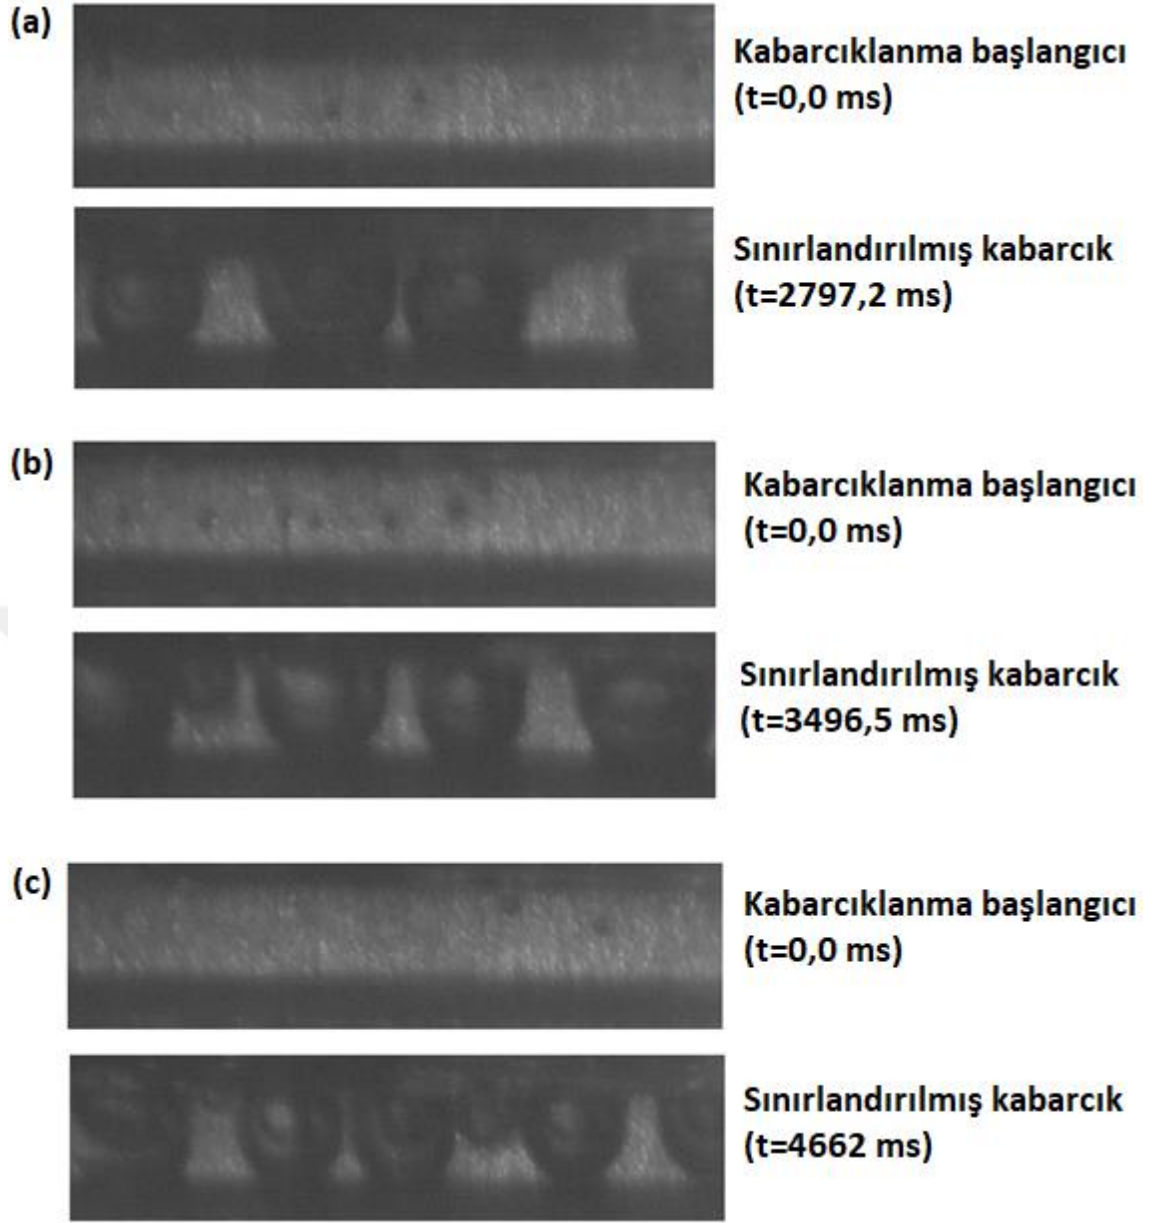 (a)
Kabarcıklanma başlangıcı
(t=0,0 ms)
Sınırlandırılmış kabarcık
(t=2797,2 ms)
(b)
Kabarcıklanma başlangıcı
(t=0,0 ms)
Sınırlandırılmış kabarcık
(t=3496,5 ms)
(c)
Kabarcıklanma başlangıcı
(t=0,0 ms)
Sınırlandırılmış kabarcık
(t=4662 ms)